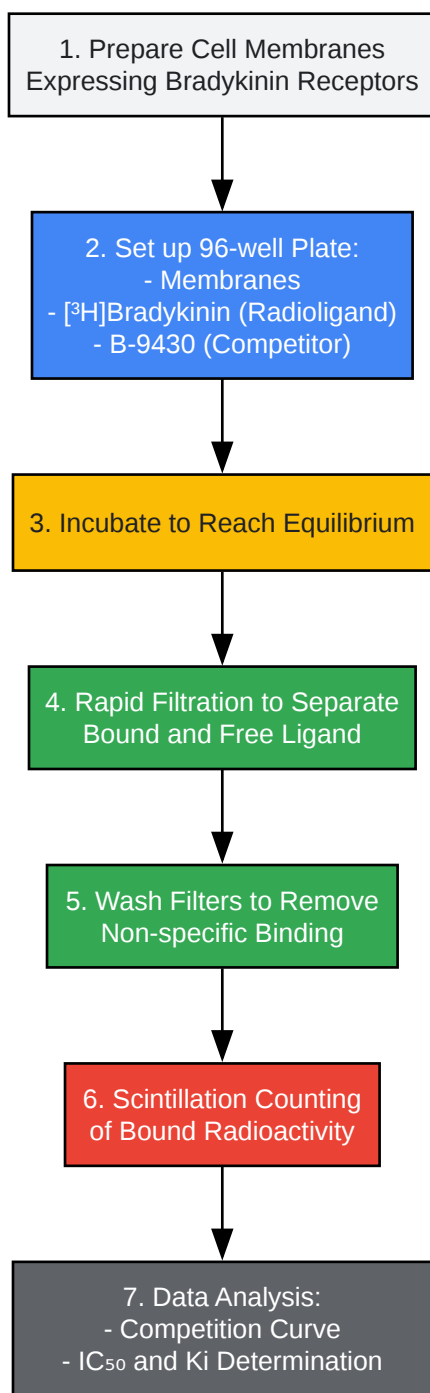 1. Prepare Cell Membranes
Expressing Bradykinin Receptors
2. Set up 96-well Plate:
- Membranes
- [³H]Bradykinin (Radioligand)
- B-9430 (Competitor)
3. Incubate to Reach Equilibrium
4. Rapid Filtration to Separate
Bound and Free Ligand
5. Wash Filters to Remove
Non-specific Binding
6. Scintillation Counting
of Bound Radioactivity
7. Data Analysis:
- Competition Curve
- IC₅₀ and Ki Determination